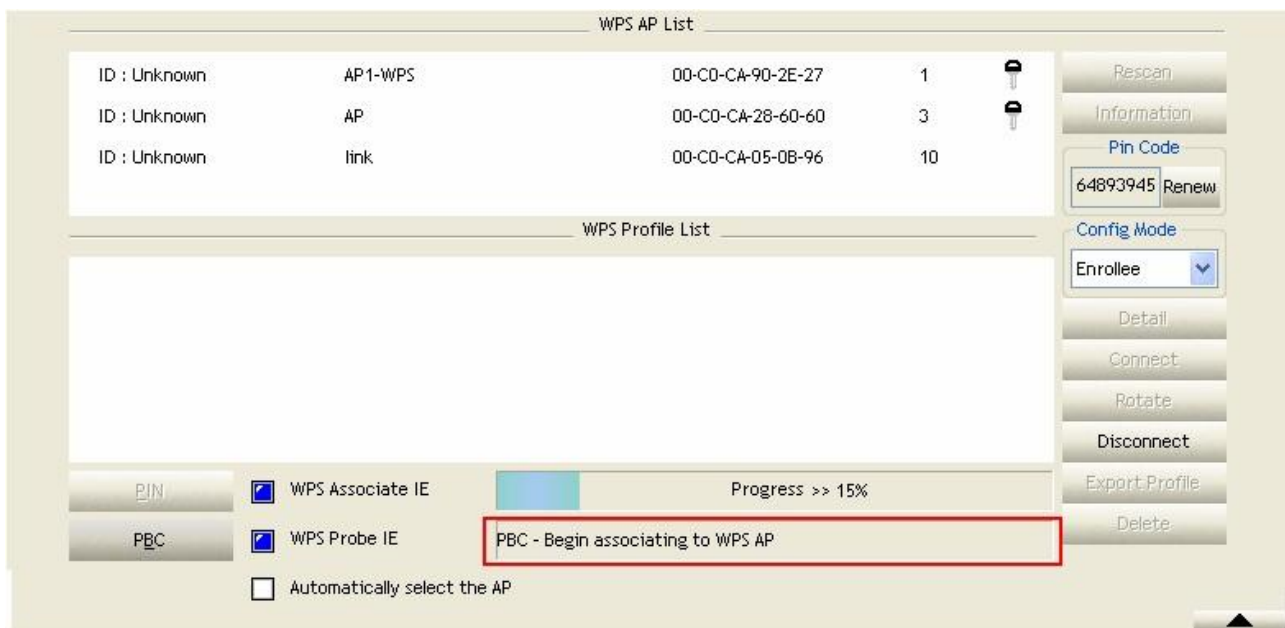 WPS AP List
ID : Unknown AP1-WPS 00-C0-CA-90-2E-27 1
ID : Unknown AP 00-C0-CA-28-60-60 3
ID : Unknown link 00-C0-CA-05-0B-96 10
Rescan
Information
Pin Code
64893945 Renew
WPS Profile List
Config Mode
Enrollee
Detail
Connect
Rotate
Disconnect
Export Profile
Delete
PIN
WPS Associate IE
Progress >> 15%
PBC
WPS Probe IE
PBC - Begin associating to WPS AP
Automatically select the AP